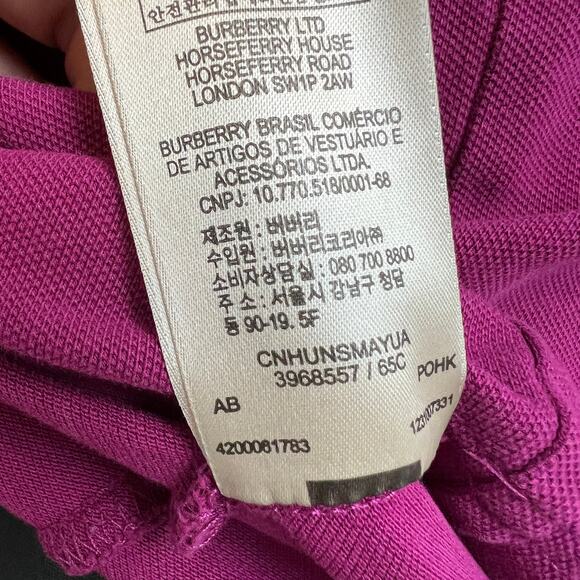 BURBERRY LTD
HORSEFERRY HOUSE
HORSEFERRY ROAD
LONDON SW1P 2AW
BURBERRY BRASIL COMÉRCIO
DE ARTIGOS DE VESTUÁRIO E
ACESSÓRIOS LTDA.
CNPJ: 10.770.518/0001-68
제조원 : 버버리
수입원 : 버버리코리아㈜
소비자상담실 : 080 700 8800
주 소 : 서울시 강남구 청담
동 90-19. 5F
CNHUNSMAYUA
3968557 / 65C
POHK
AB
4200061783
1231007331